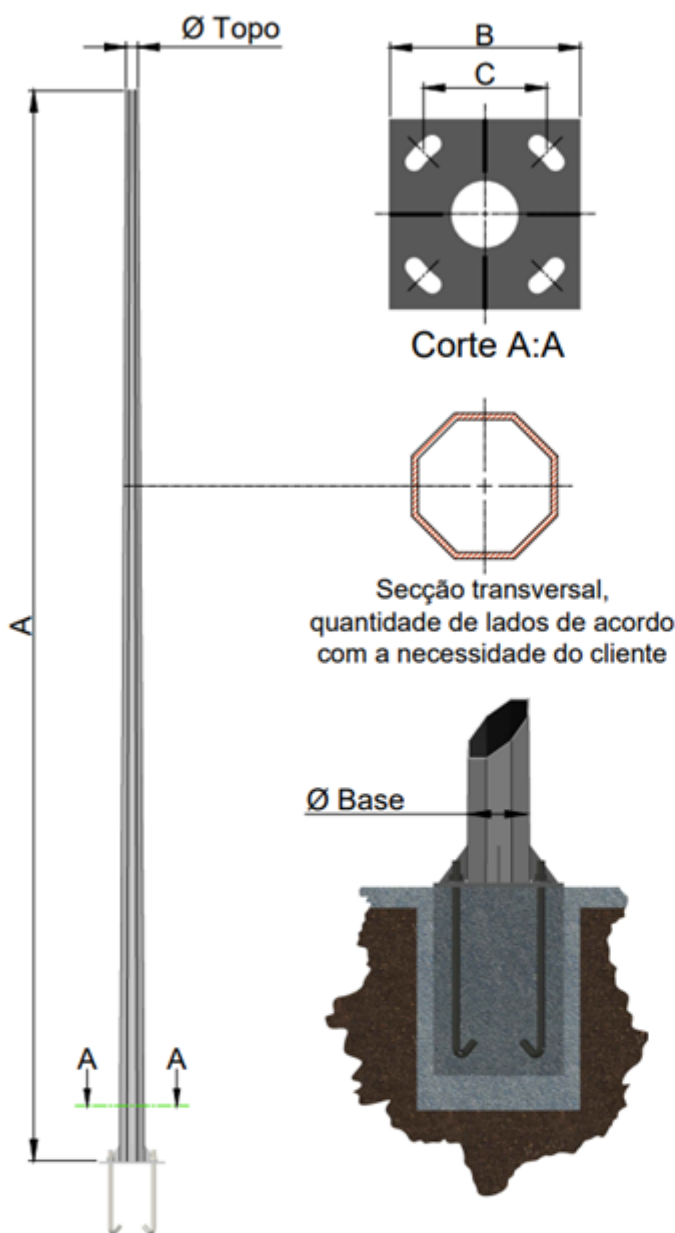 Ø Topo
B
C
Corte A:A
A
Secção transversal,
quantidade de lados de acordo
com a necessidade do cliente
Ø Base
A
A